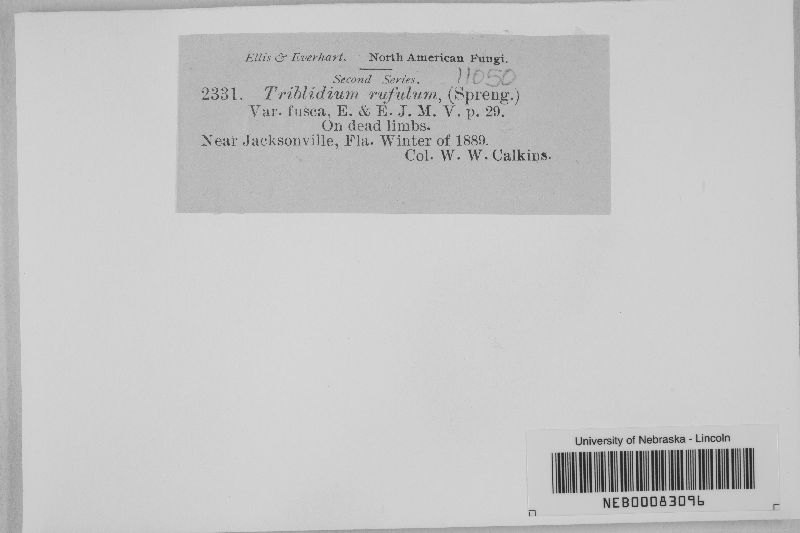 Ellis & Everhart. North American Fungi.
Second Series. 11050
2331. Triblidium rufulum, (Spreng.)
Var. fusca, E. & E. J. M. V. p. 29.
On dead limbs.
Near Jacksonville, Fla. Winter of 1889.
Col. W. W. Calkins.
University of Nebraska - Lincoln
NEB00083096